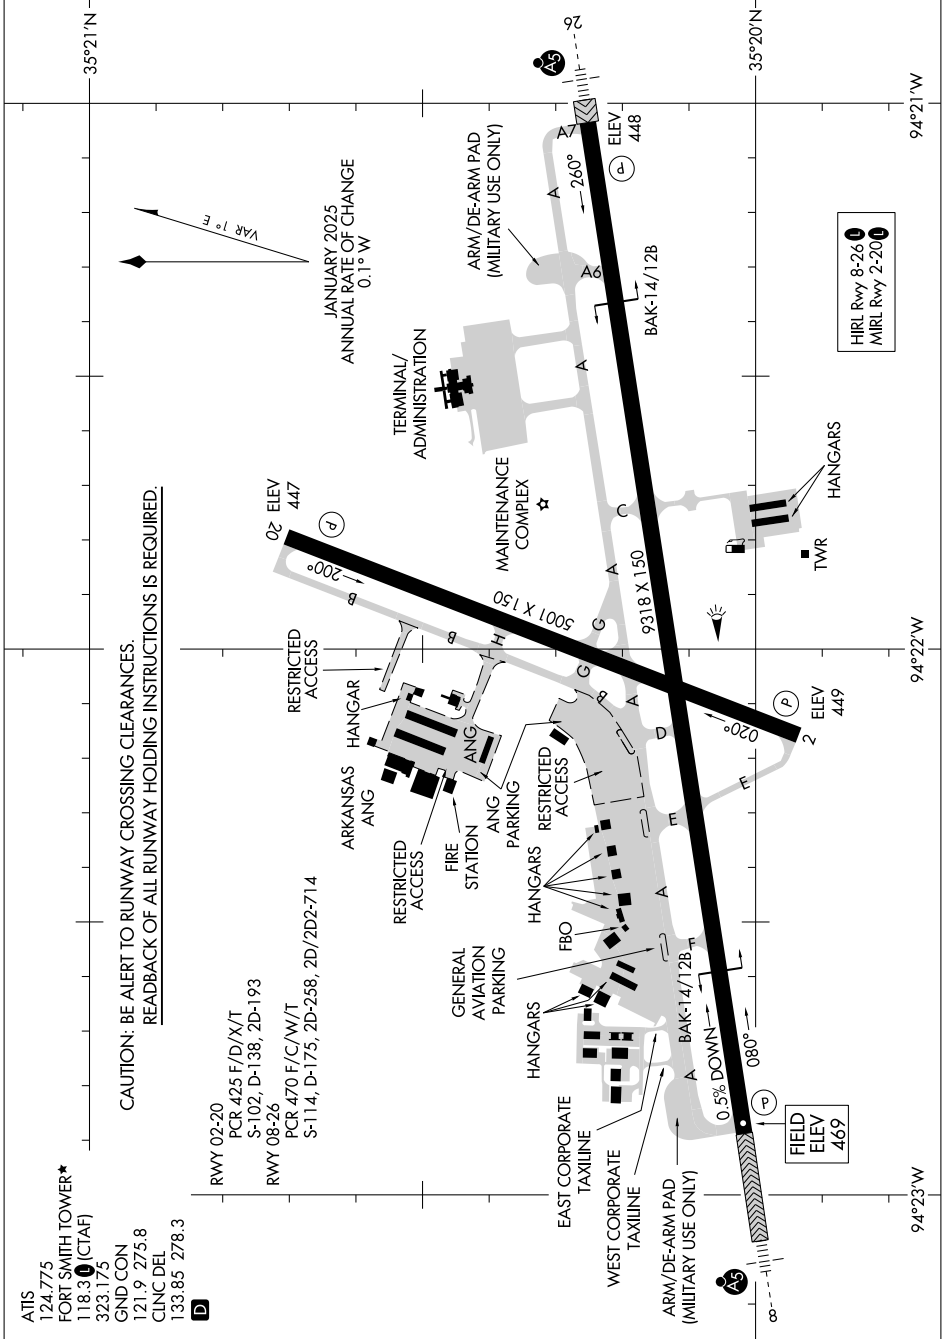 ATIS
124.775
FORT SMITH TOWER★
118.3 L (CTAF)
323.175
GND CON
121.9 275.8
CLNC DEL
133.85 278.3
D
CAUTION: BE ALERT TO RUNWAY CROSSING CLEARANCES.
READBACK OF ALL RUNWAY HOLDING INSTRUCTIONS IS REQUIRED.
RWY 02-20
PCR 425 F/D/X/T
S-102, D-138, 2D-193
RWY 08-26
PCR 470 F/C/W/T
S-114, D-175, 2D-258, 2D/2D2-714
35°21'N
VAR 1° E
JANUARY 2025
ANNUAL RATE OF CHANGE
0.1° W
RESTRICTED
ACCESS
HANGAR
ARKANSAS
ANG
RESTRICTED
ACCESS
FIRE
STATION
ANG
ANG
PARKING
RESTRICTED
ACCESS
20
ELEV
447
P
200°
B
B
H
5001 X 150
G
G
B
TERMINAL/
ADMINISTRATION
MAINTENANCE
COMPLEX
ARM/DE-ARM PAD
(MILITARY USE ONLY)
A5
26
A7
ELEV
448
P
260°
A
A6
BAK-14/12B
A
C
A
9318 X 150
A
D
E
E
A
F
HANGARS
FBO
GENERAL
AVIATION
PARKING
HANGARS
BAK-14/12B
A
0.5% DOWN
080°
P
EAST CORPORATE
TAXILINE
WEST CORPORATE
TAXILINE
ARM/DE-ARM PAD
(MILITARY USE ONLY)
FIELD
ELEV
469
A5
8
020°
2
P
ELEV
449
TWR
HANGARS
HIRL Rwy 8-26 L
MIRL Rwy 2-20 L
35°20'N
94°23'W
94°22'W
94°21'W